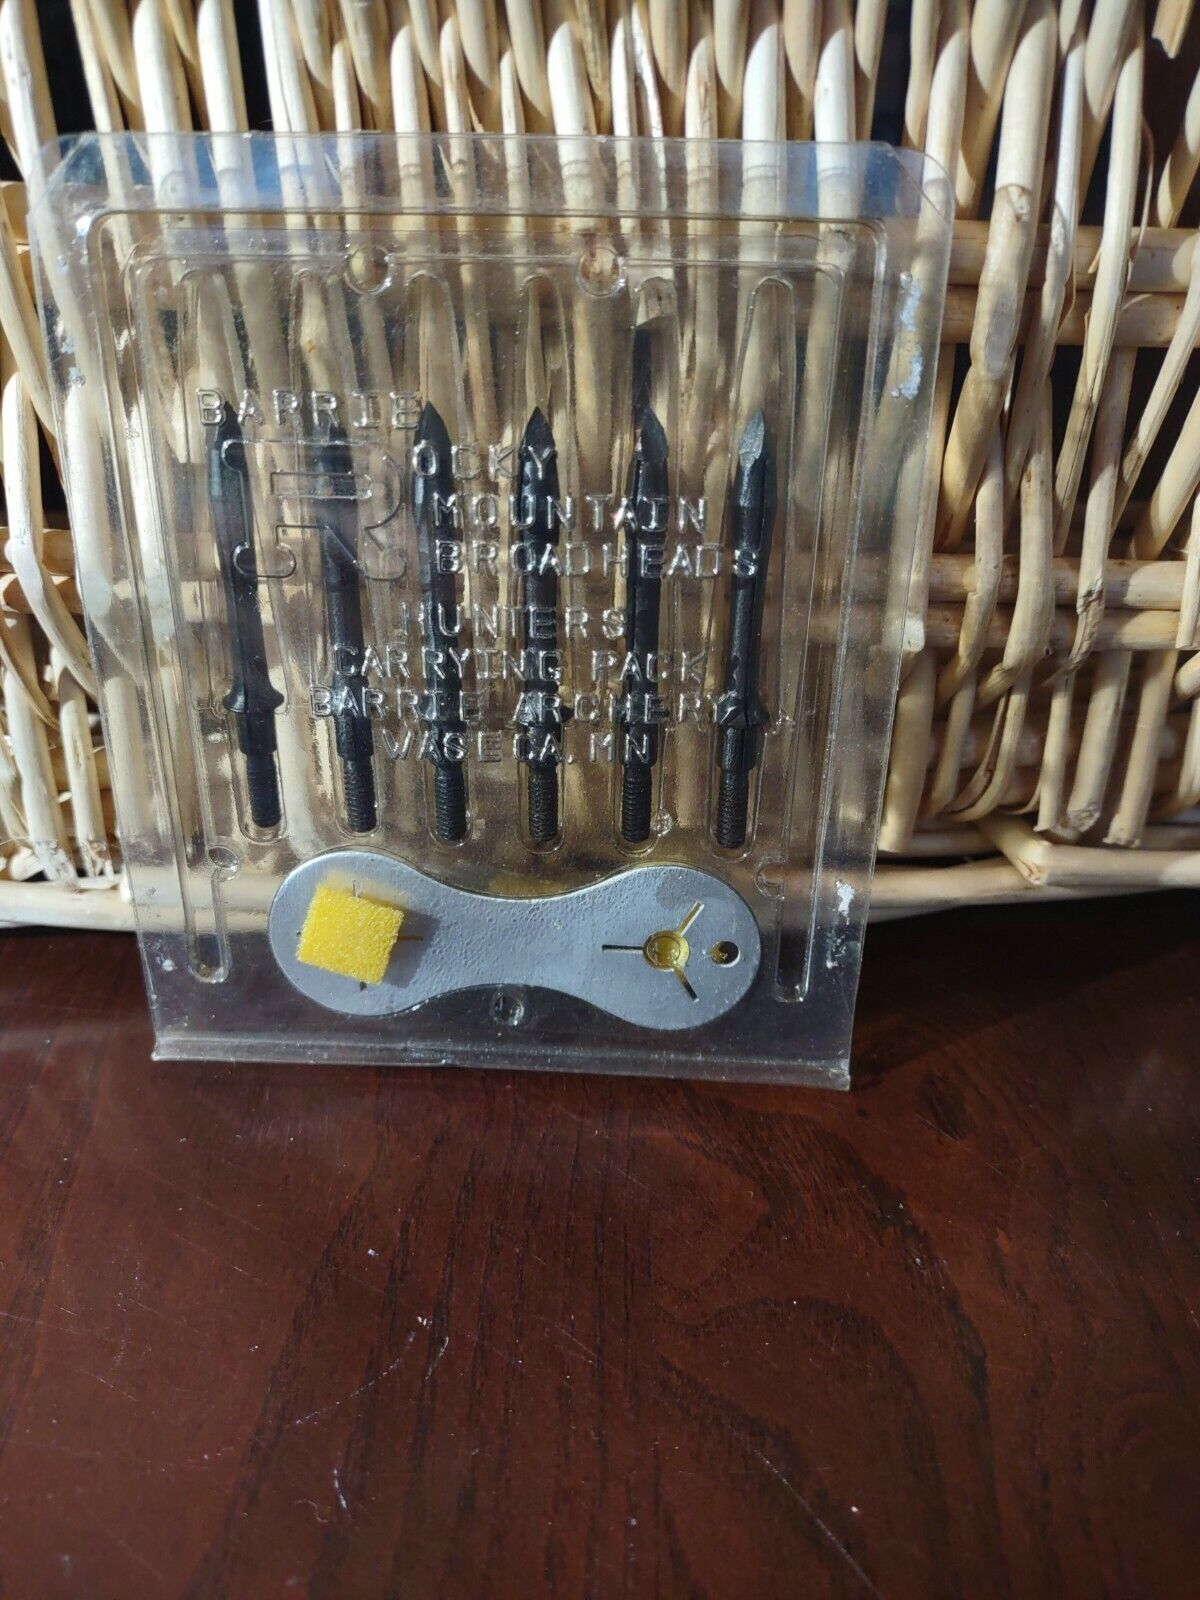 BARRIE
ROCKY
MOUNTAIN
BROADHEADS
HUNTERS
CARRYING PACK
BARRIE ARCHERY
WASECA. MN